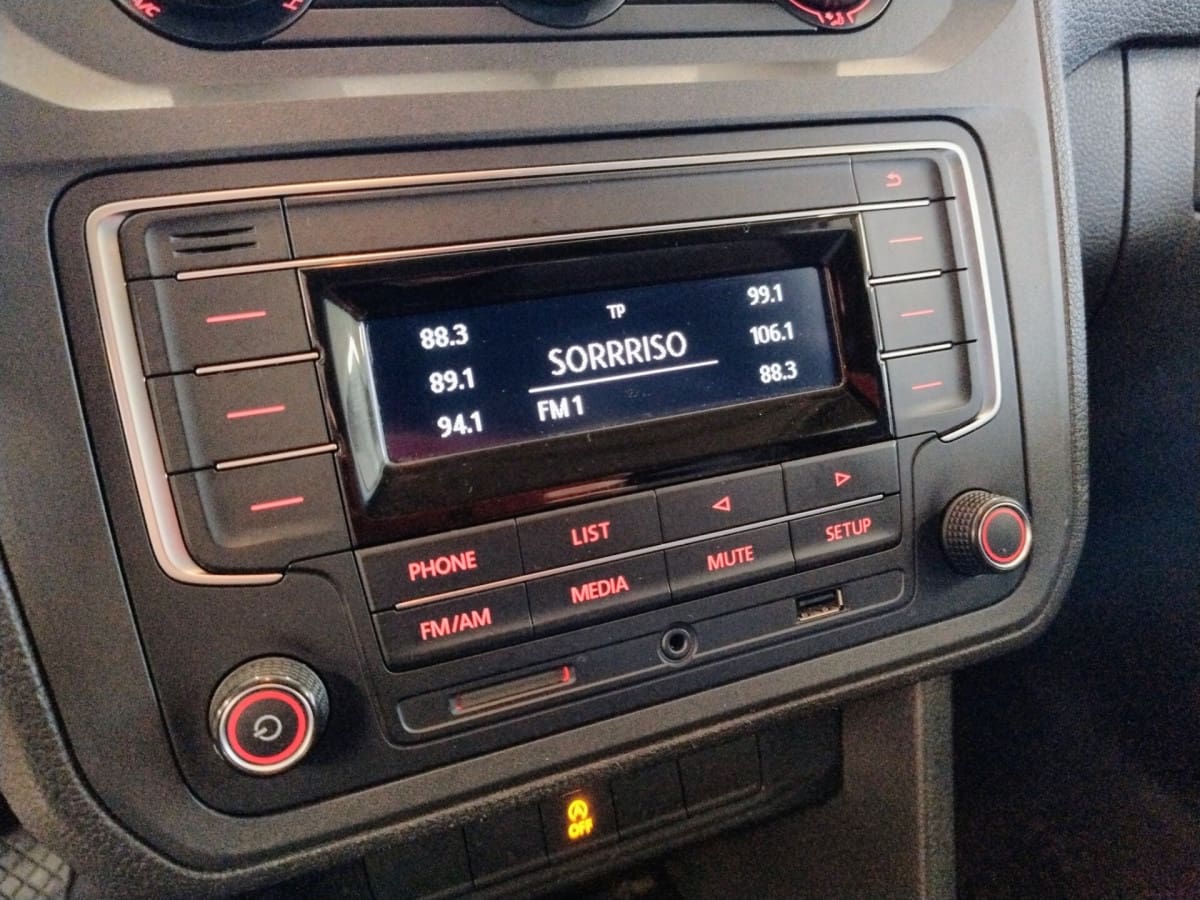 A/C
88.3
TP
99.1
89.1
SORRRISO
106.1
94.1
FM 1
88.3
PHONE
LIST
FM/AM
MEDIA
MUTE
SETUP
A
OFF